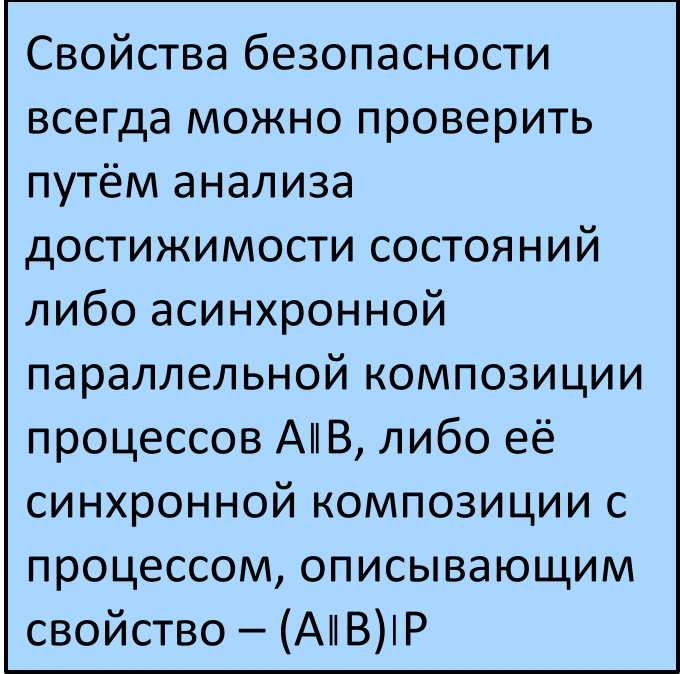 Свойства безопасности
всегда можно проверить
путём анализа
достижимости состояний
либо асинхронной
параллельной композиции
процессов A‖B, либо её
синхронной композиции с
процессом, описывающим
свойство – (A‖B)|P